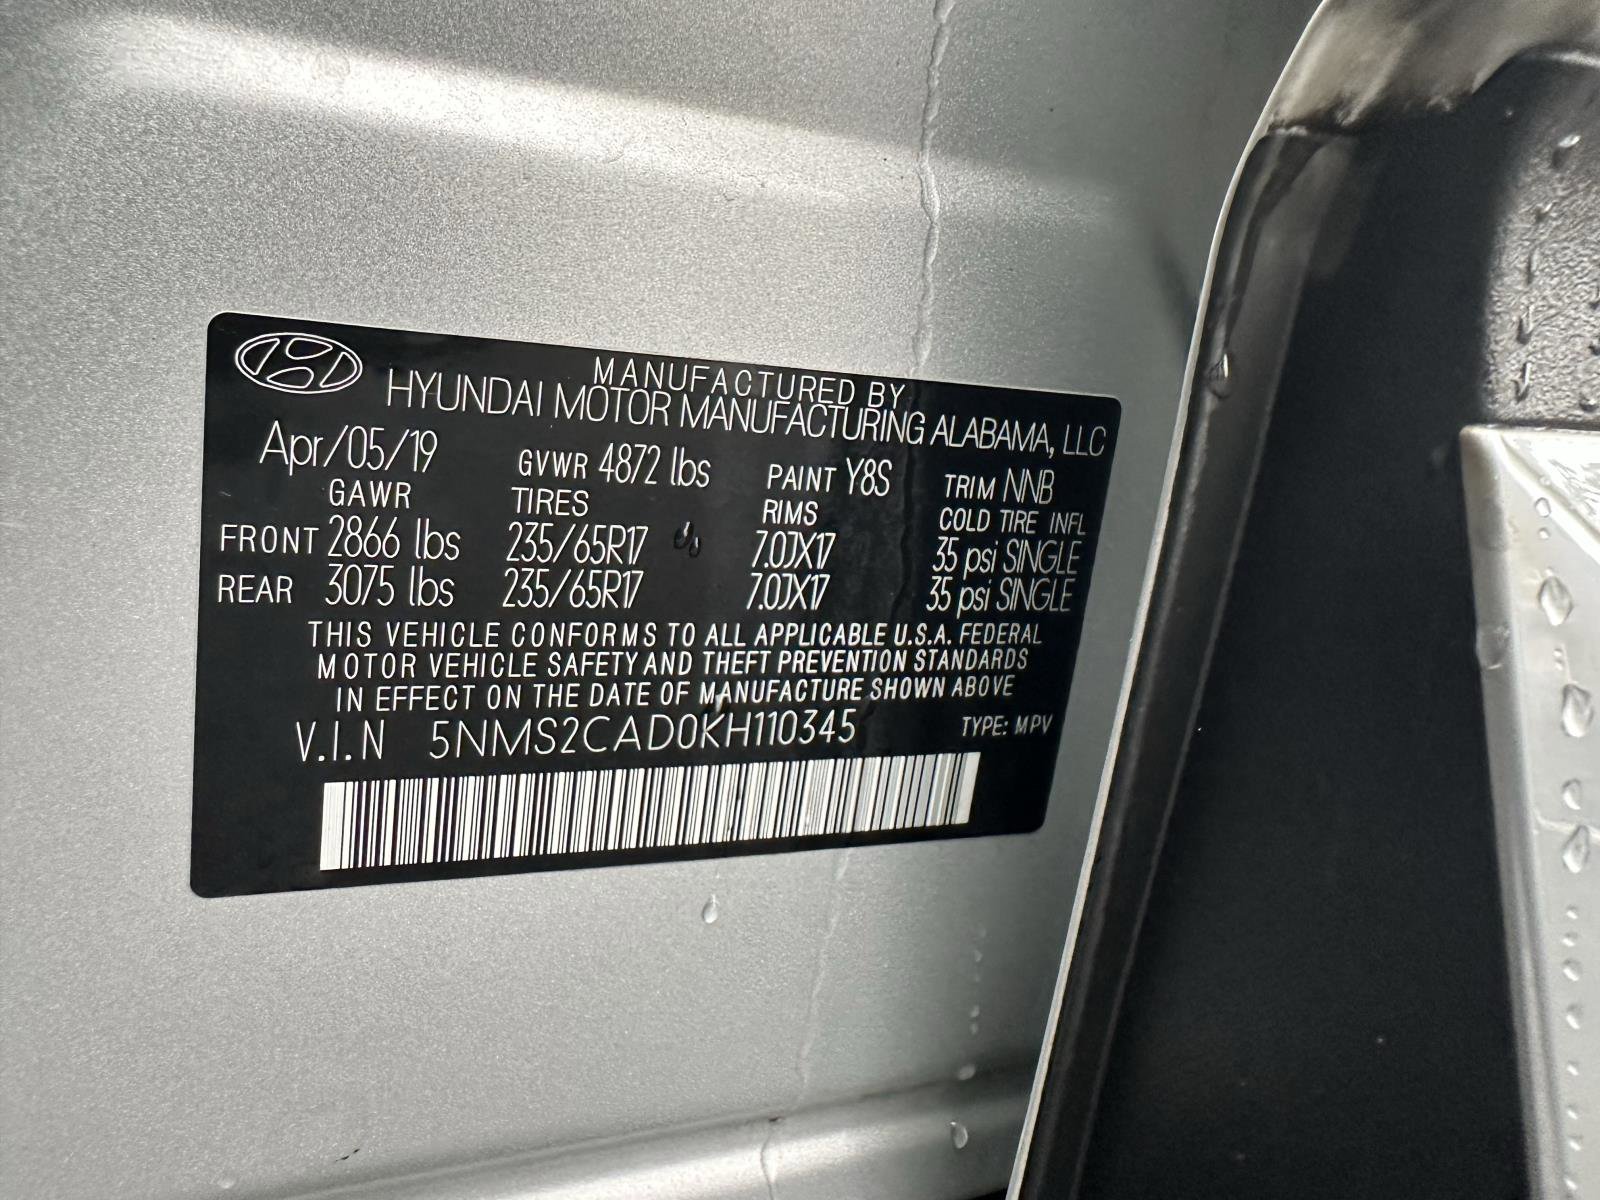 MANUFACTURED BY
HYUNDAI MOTOR MANUFACTURING ALABAMA, LLC
Apr/05/19 GVWR 4872 lbs PAINT Y8S TRIM NNB
GAWR TIRES RIMS COLD TIRE INFL
FRONT 2866 lbs 235/65R17 7.0JX17 35 psi SINGLE
REAR 3075 lbs 235/65R17 7.0JX17 35 psi SINGLE
THIS VEHICLE CONFORMS TO ALL APPLICABLE U.S.A. FEDERAL
MOTOR VEHICLE SAFETY AND THEFT PREVENTION STANDARDS
IN EFFECT ON THE DATE OF MANUFACTURE SHOWN ABOVE
V.I.N 5NMS2CAD0KH110345 TYPE: MPV